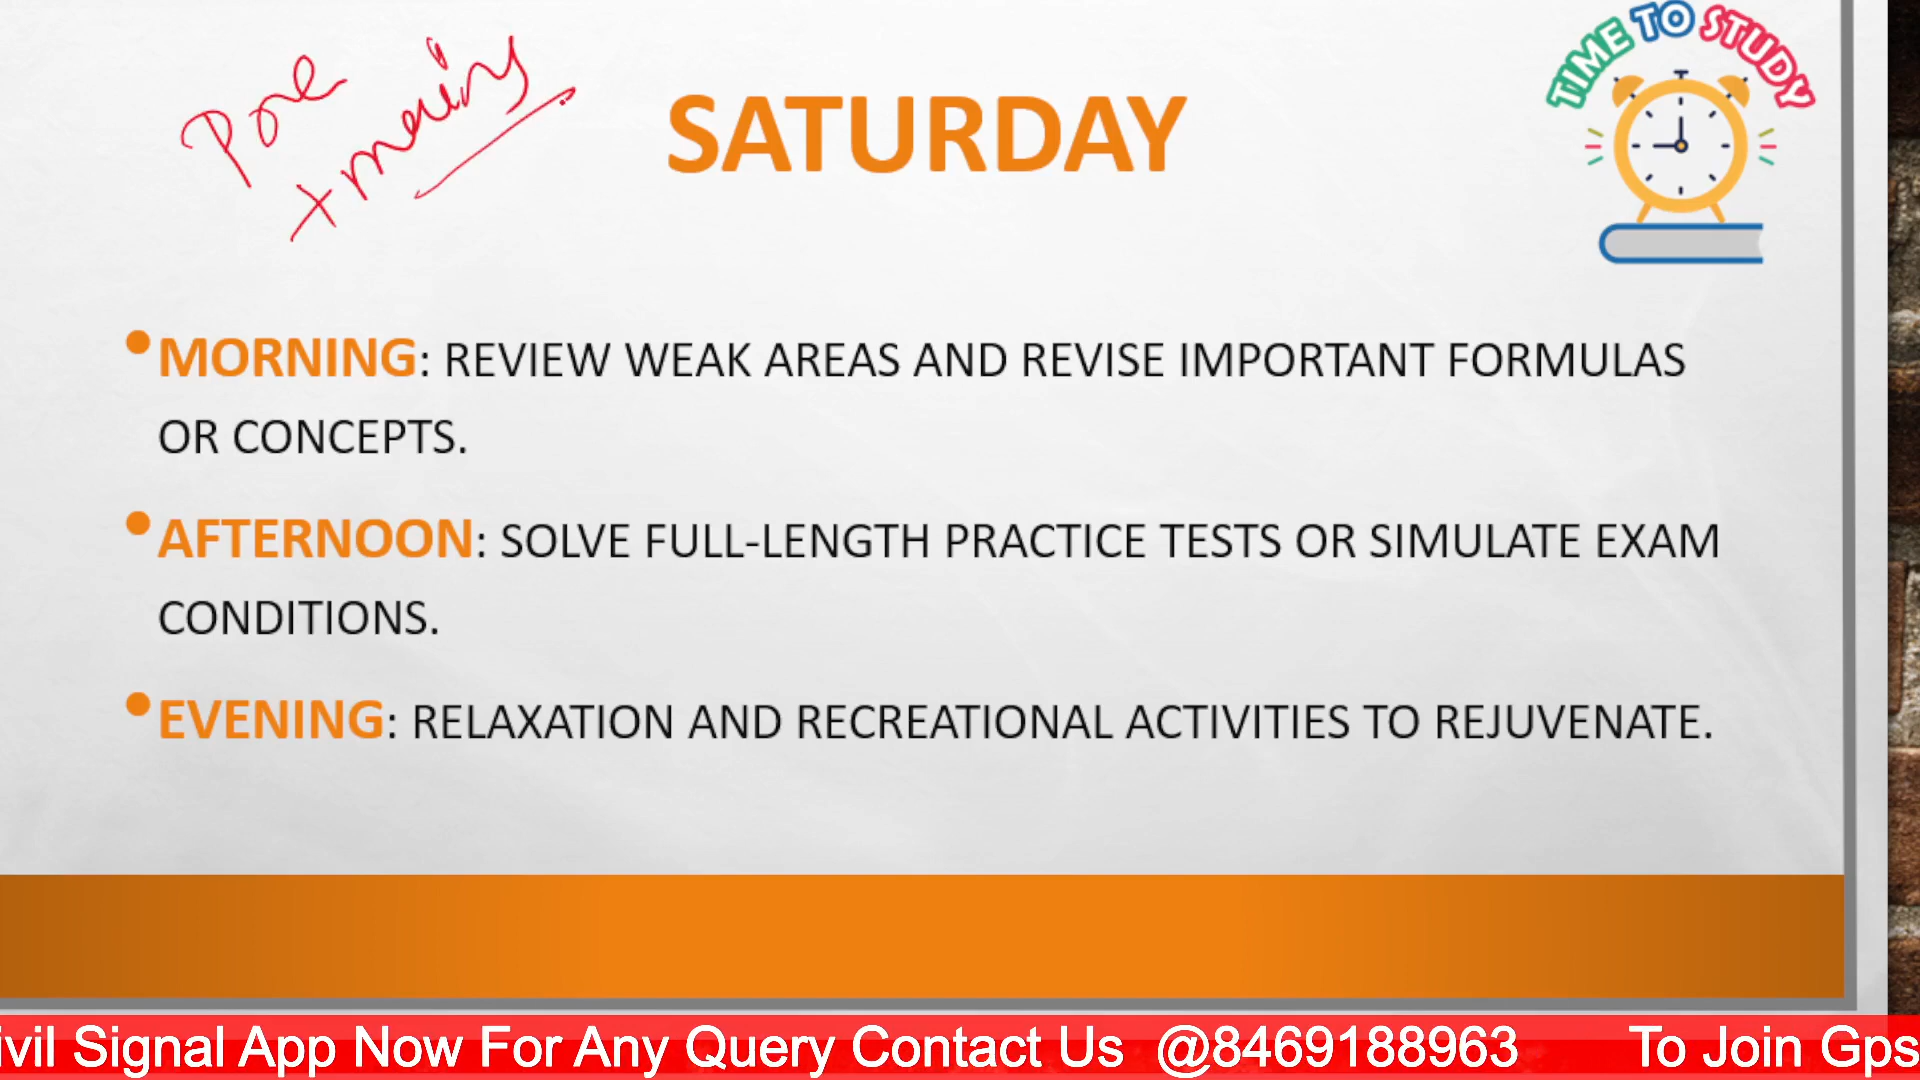 Pre
+ mains
SATURDAY
TIME TO STUDY
•MORNING: REVIEW WEAK AREAS AND REVISE IMPORTANT FORMULAS
OR CONCEPTS.
•AFTERNOON: SOLVE FULL-LENGTH PRACTICE TESTS OR SIMULATE EXAM
CONDITIONS.
•EVENING: RELAXATION AND RECREATIONAL ACTIVITIES TO REJUVENATE.
ivil Signal App Now For Any Query Contact Us @8469188963 To Join Gps